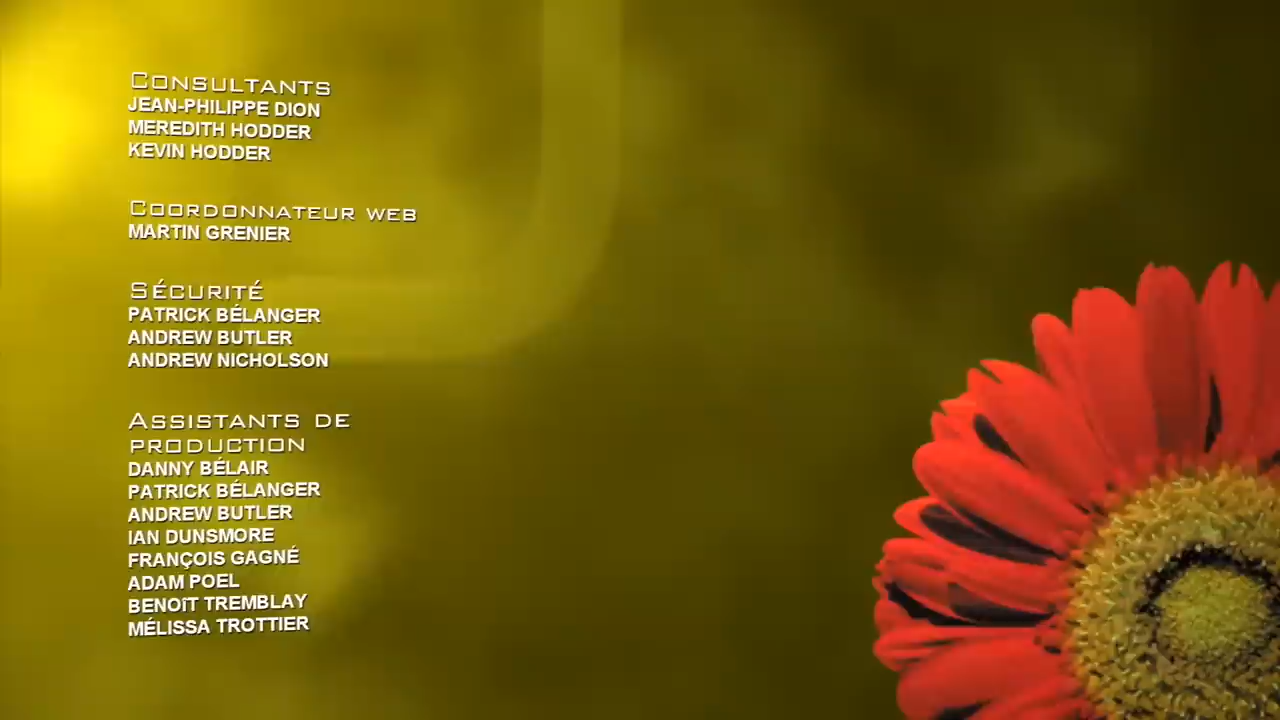 Consultants
JEAN-PHILIPPE DION
MEREDITH HODDER
KEVIN HODDER
Coordonnateur web
MARTIN GRENIER
Sécurité
PATRICK BÉLANGER
ANDREW BUTLER
ANDREW NICHOLSON
Assistants de
production
DANNY BÉLAIR
PATRICK BÉLANGER
ANDREW BUTLER
IAN DUNSMORE
FRANÇOIS GAGNÉ
ADAM POEL
BENOîT TREMBLAY
MÉLISSA TROTTIER